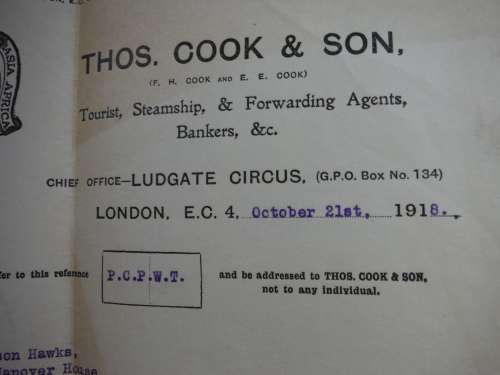 THOS. COOK & SON,
ASIA AFRICA
(F. H. COOK AND E. E. COOK)
Tourist, Steamship, & Forwarding Agents,
Bankers, &c.
CHIEF OFFICE—LUDGATE CIRCUS, (G.P.O. Box No. 134)
LONDON, E.C. 4, October 21st, 1918.
fer to this reference P.C.P.W.T. and be addressed to THOS. COOK & SON,
not to any individual.
son Hawks,
Hanover House